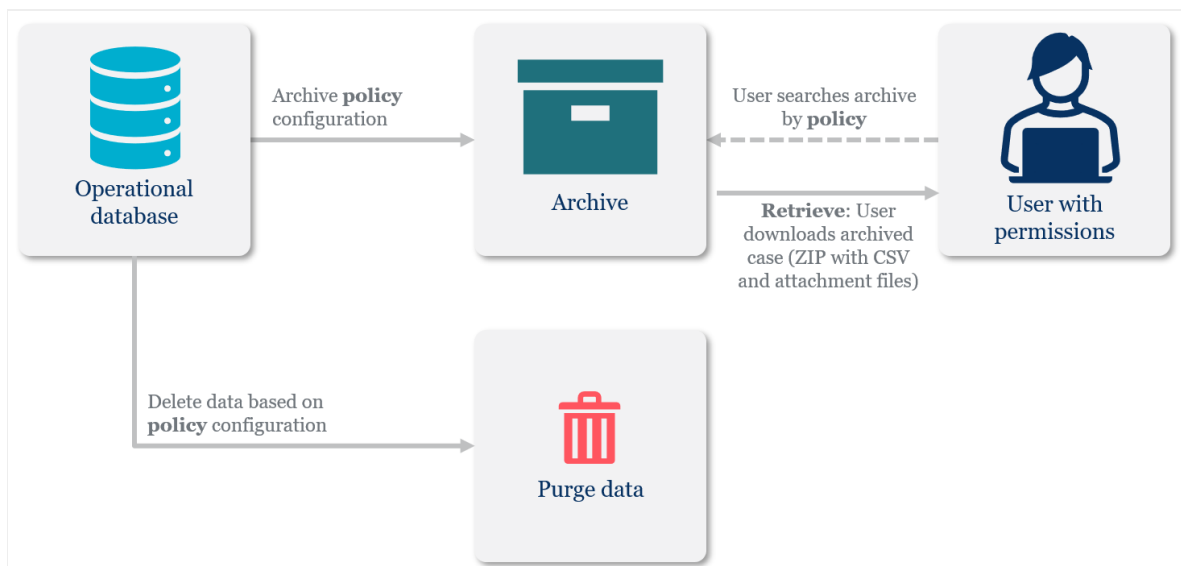 Operational
database
Archive policy
configuration
Archive
User searches archive
by policy
Retrieve: User
downloads archived
case (ZIP with CSV
and attachment files)
User with
permissions
Delete data based on
policy configuration
Purge data